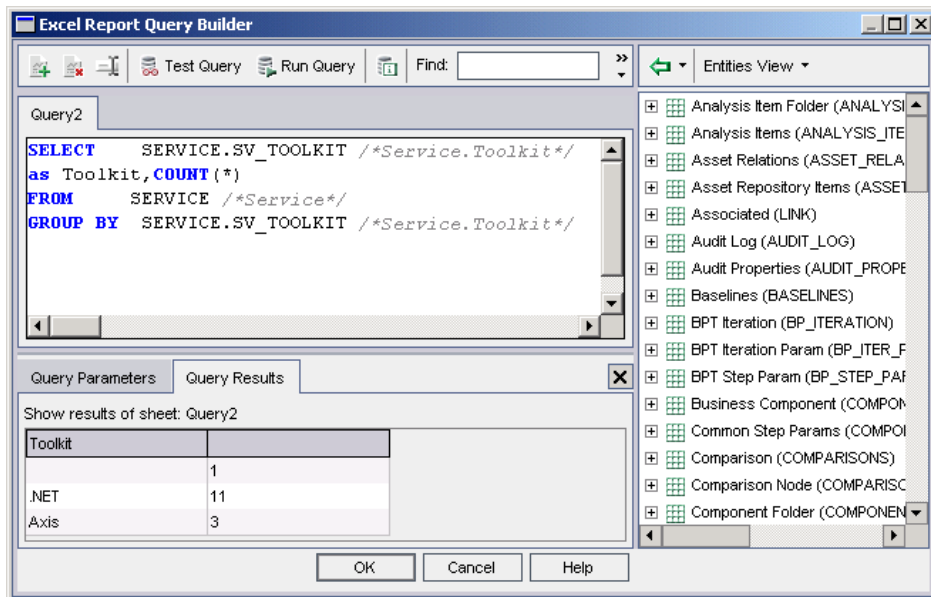 Excel Report Query Builder
Test Query Run Query Find: »
Entities View
Query2
SELECT SERVICE.SV_TOOLKIT /*Service.Toolkit*/
as Toolkit,COUNT(*)
FROM SERVICE /*Service*/
GROUP BY SERVICE.SV_TOOLKIT /*Service.Toolkit*/
Query Parameters Query Results
Show results of sheet: Query2
Toolkit
1
.NET 11
Axis 3
Analysis Item Folder (ANALYSI
Analysis Items (ANALYSIS_ITE
Asset Relations (ASSET_RELA
Asset Repository Items (ASSET
Associated (LINK)
Audit Log (AUDIT_LOG)
Audit Properties (AUDIT_PROPE
Baselines (BASELINES)
BPT Iteration (BP_ITERATION)
BPT Iteration Param (BP_ITER_F
BPT Step Param (BP_STEP_PAF
Business Component (COMPON
Common Step Params (COMPOI
Comparison (COMPARISONS)
Comparison Node (COMPARISC
Component Folder (COMPONEN
OK Cancel Help